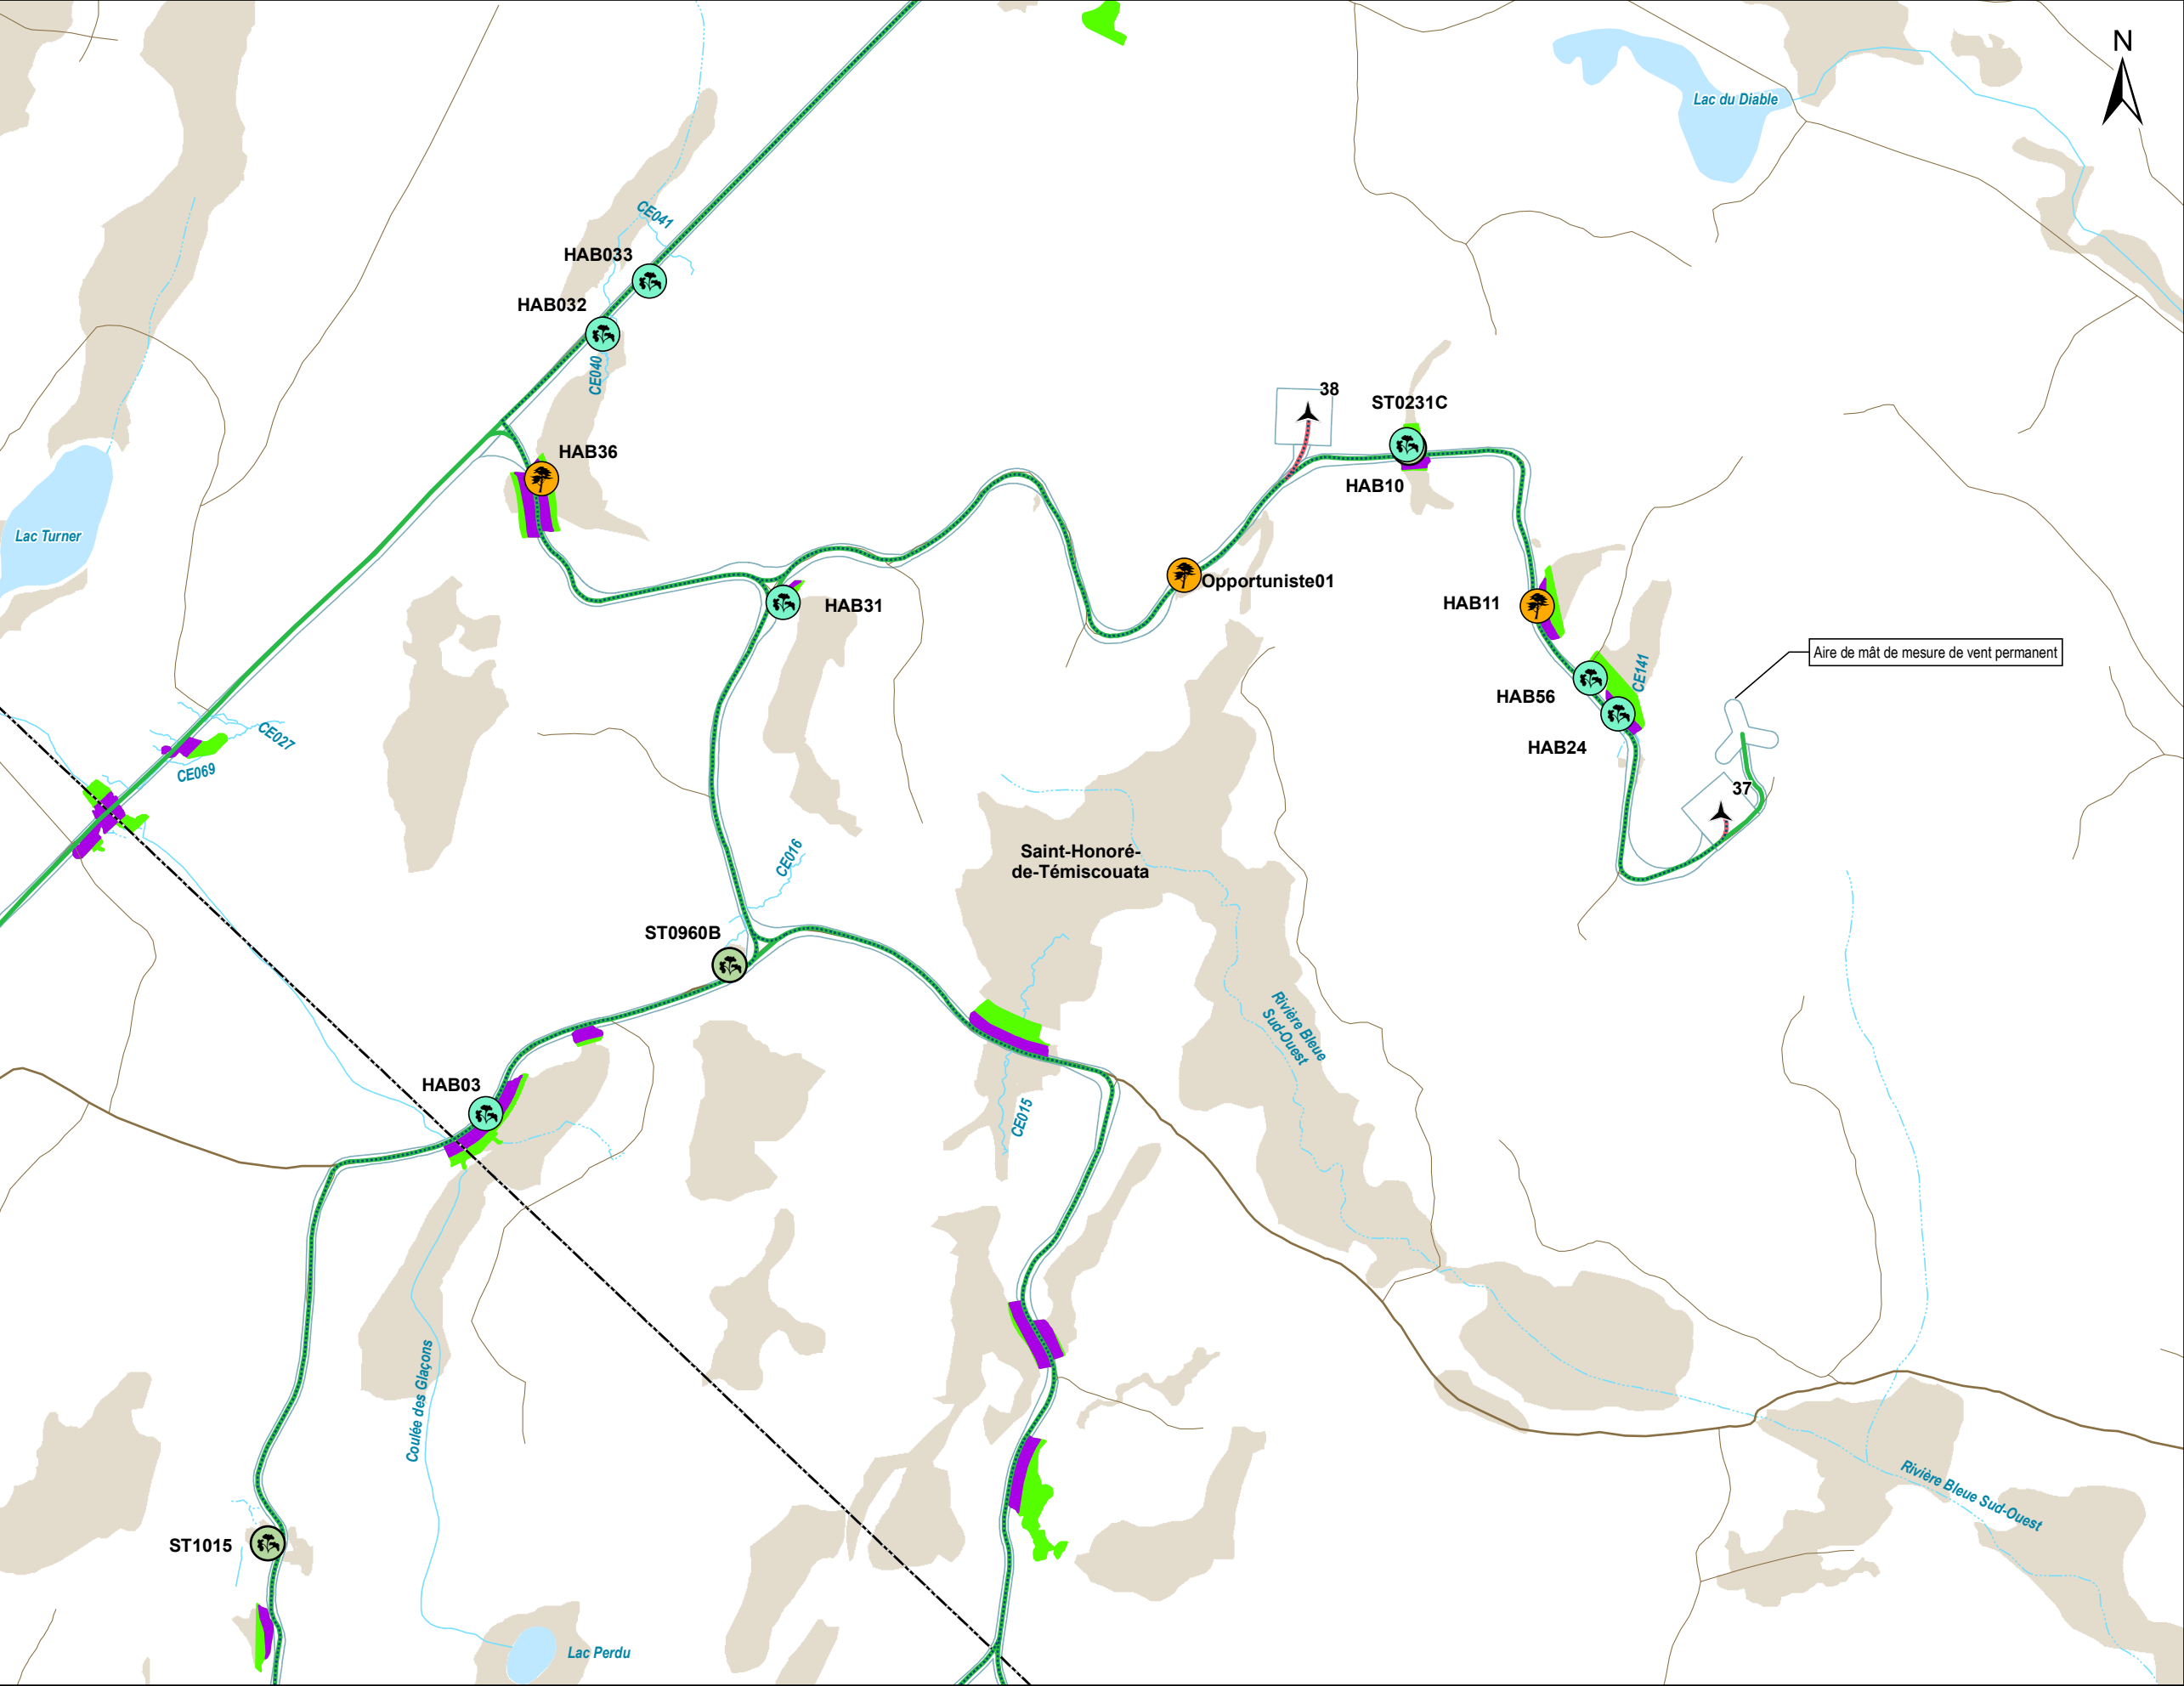 N
Lac du Diable
CE041
HAB033
HAB032
CE040
38
ST0231C
HAB36
HAB10
Lac Turner
Opportuniste01
HAB31
HAB11
CE141
Aire de mât de mesure de vent permanent
HAB56
HAB24
CE027
CE069
37
Saint-Honoré-
de-Témiscouata
CE016
ST0960B
Rivière Bleue
Sud-Ouest
HAB03
CE015
Coulée des Glaçons
Rivière Bleue Sud-Ouest
ST1015
Lac Perdu